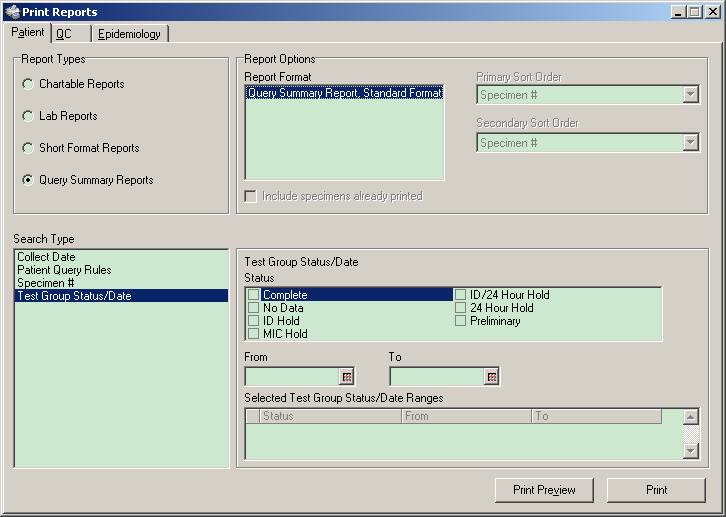 Print Reports
Patient QC Epidemiology
Report Types
Chartable Reports
Lab Reports
Short Format Reports
Query Summary Reports
Report Options
Report Format
Query Summary Report, Standard Format
Include specimens already printed
Primary Sort Order
Specimen #
Secondary Sort Order
Specimen #
Search Type
Collect Date
Patient Query Rules
Specimen #
Test Group Status/Date
Test Group Status/Date
Status
Complete
No Data
ID Hold
MIC Hold
ID/24 Hour Hold
24 Hour Hold
Preliminary
From To
Selected Test Group Status/Date Ranges
Status From To
Print Preview Print